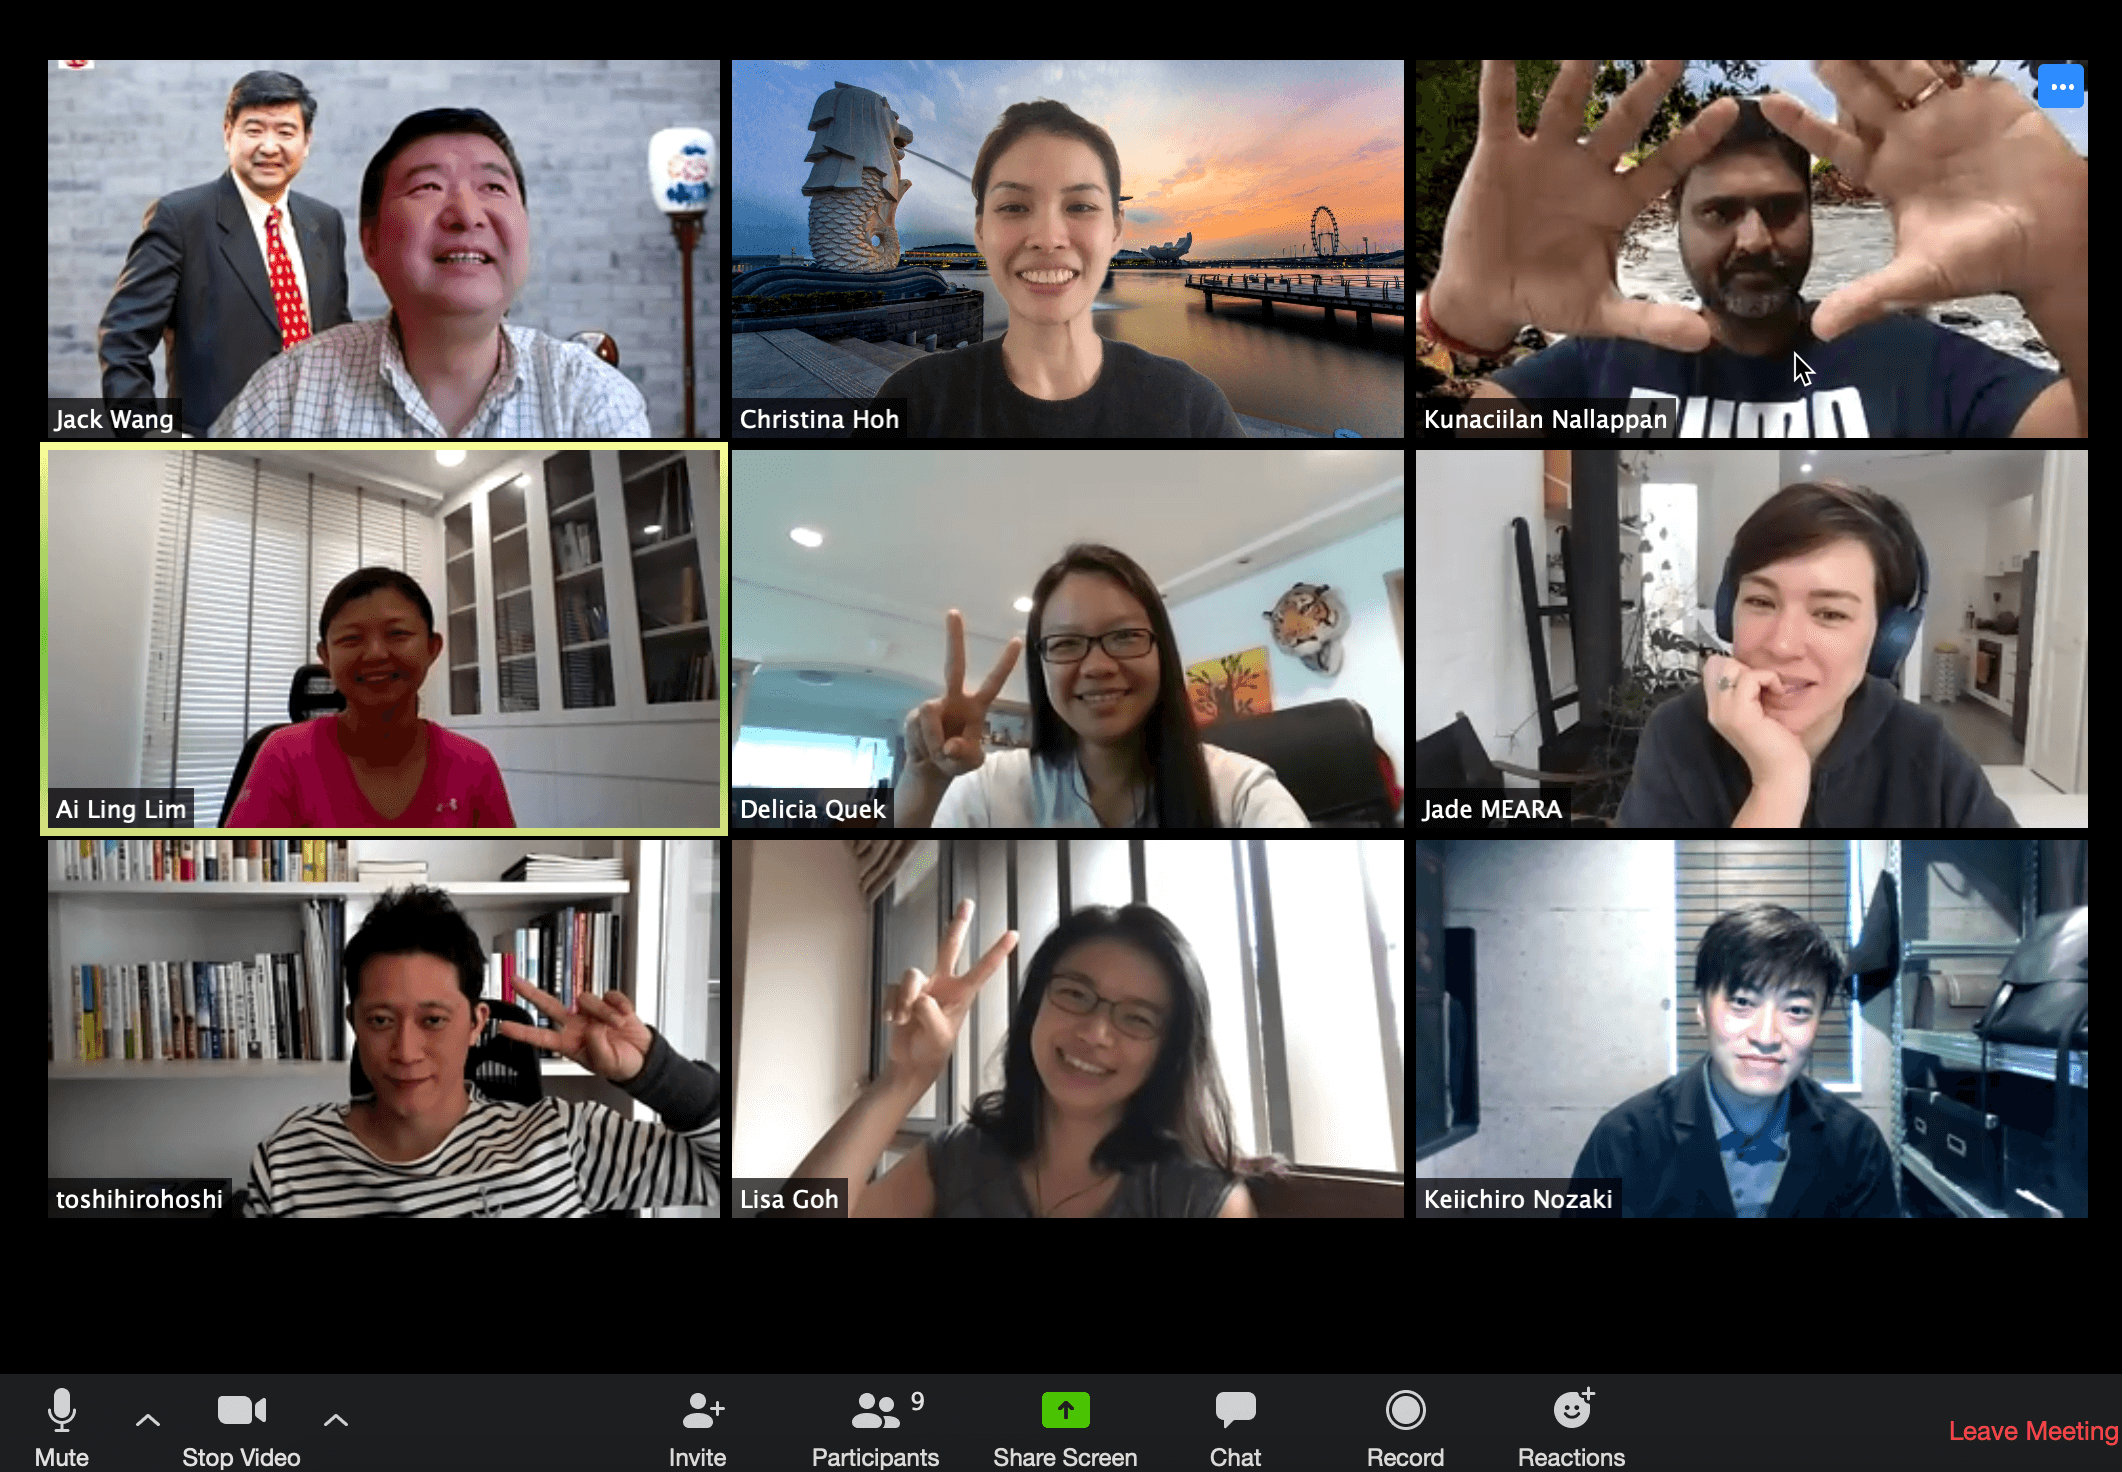 Jack Wang
Christina Hoh
Kunaciilan Nallappan
Ai Ling Lim
Delicia Quek
Jade MEARA
toshihirohoshi
Lisa Goh
Keiichiro Nozaki
9
Mute
Stop Video
Invite
Participants
Share Screen
Chat
Record
Reactions
Leave Meeting